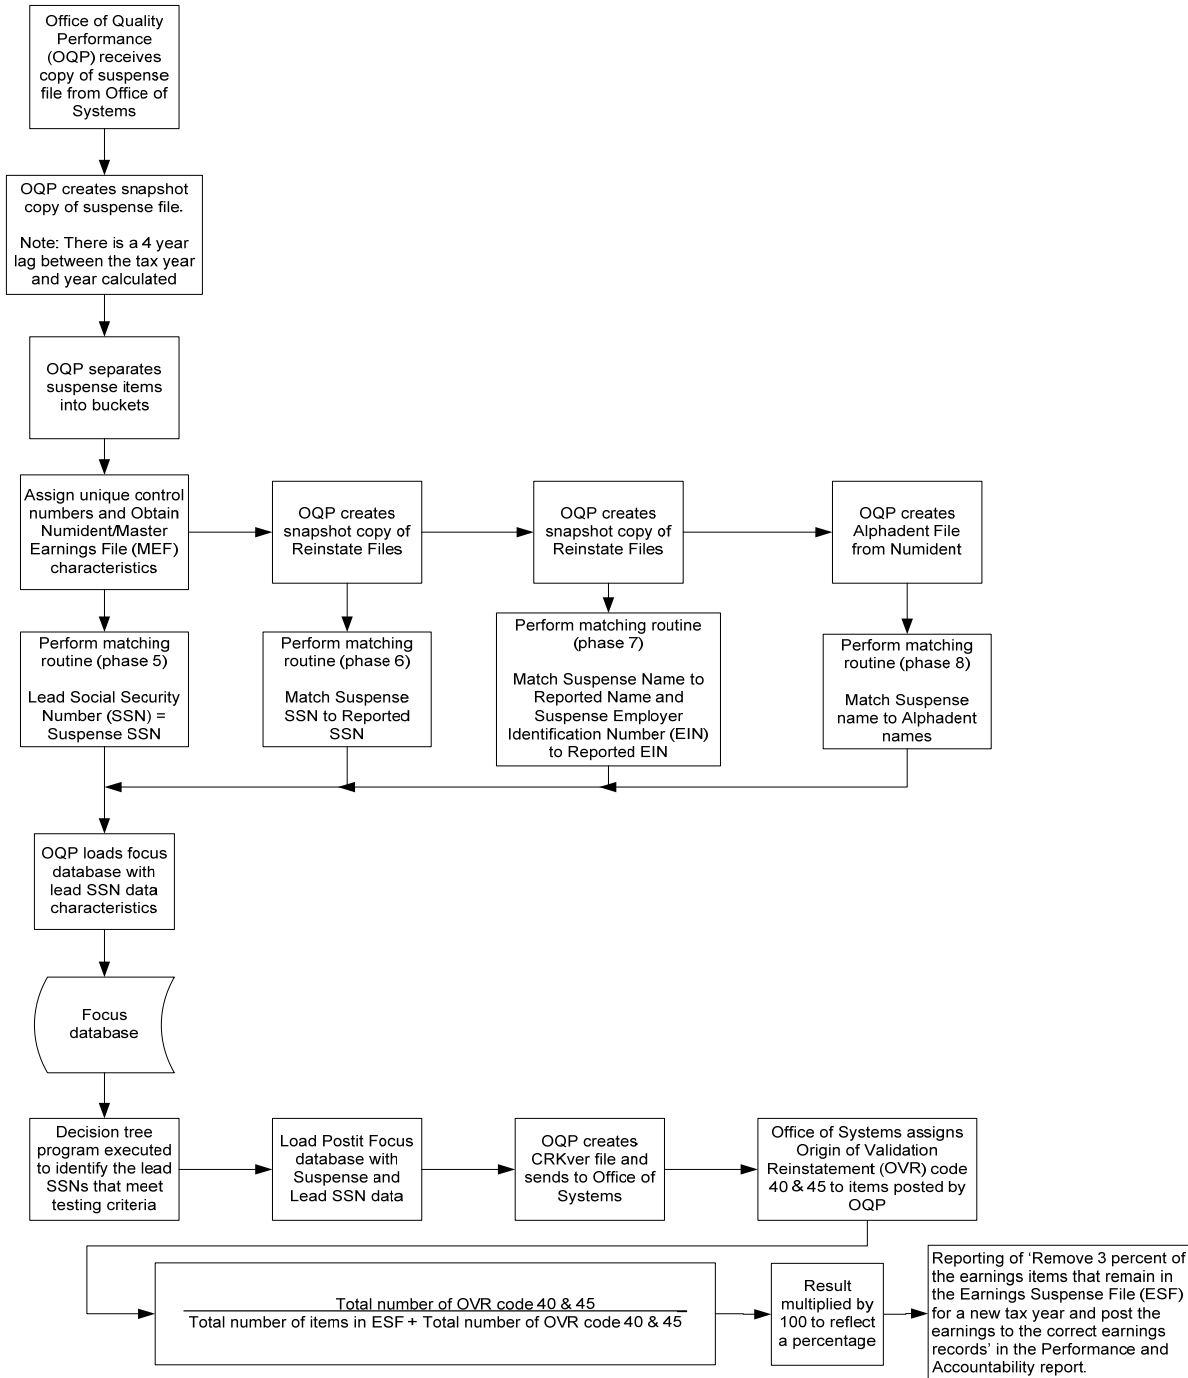 Office of Quality
Performance
(OQP) receives
copy of suspense
file from Office of
Systems
OQP creates snapshot
copy of suspense file.
Note: There is a 4 year
lag between the tax year
and year calculated
OQP separates
suspense items
into buckets
Assign unique control
numbers and Obtain
Numident/Master
Earnings File (MEF)
characteristics
OQP creates
snapshot copy of
Reinstate Files
OQP creates
snapshot copy of
Reinstate Files
OQP creates
Alphadent File
from Numident
Perform matching
routine (phase 5)
Lead Social Security
Number (SSN) =
Suspense SSN
Perform matching
routine (phase 6)
Match Suspense
SSN to Reported
SSN
Perform matching routine
(phase 7)
Match Suspense Name to
Reported Name and
Suspense Employer
Identification Number (EIN)
to Reported EIN
Perform matching
routine (phase 8)
Match Suspense
name to Alphadent
names
OQP loads focus
database with
lead SSN data
characteristics
Focus
database
Decision tree
program executed
to identify the lead
SSNs that meet
testing criteria
Load Postit Focus
database with
Suspense and
Lead SSN data
OQP creates
CRKver file and
sends to Office of
Systems
Office of Systems assigns
Origin of Validation
Reinstatement (OVR) code
40 & 45 to items posted by
OQP
Total number of OVR code 40 & 45
Total number of items in ESF + Total number of OVR code 40 & 45
Result
multiplied by
100 to reflect
a percentage
Reporting of ‘Remove 3 percent of
the earnings items that remain in
the Earnings Suspense File (ESF)
for a new tax year and post the
earnings to the correct earnings
records’ in the Performance and
Accountability report.